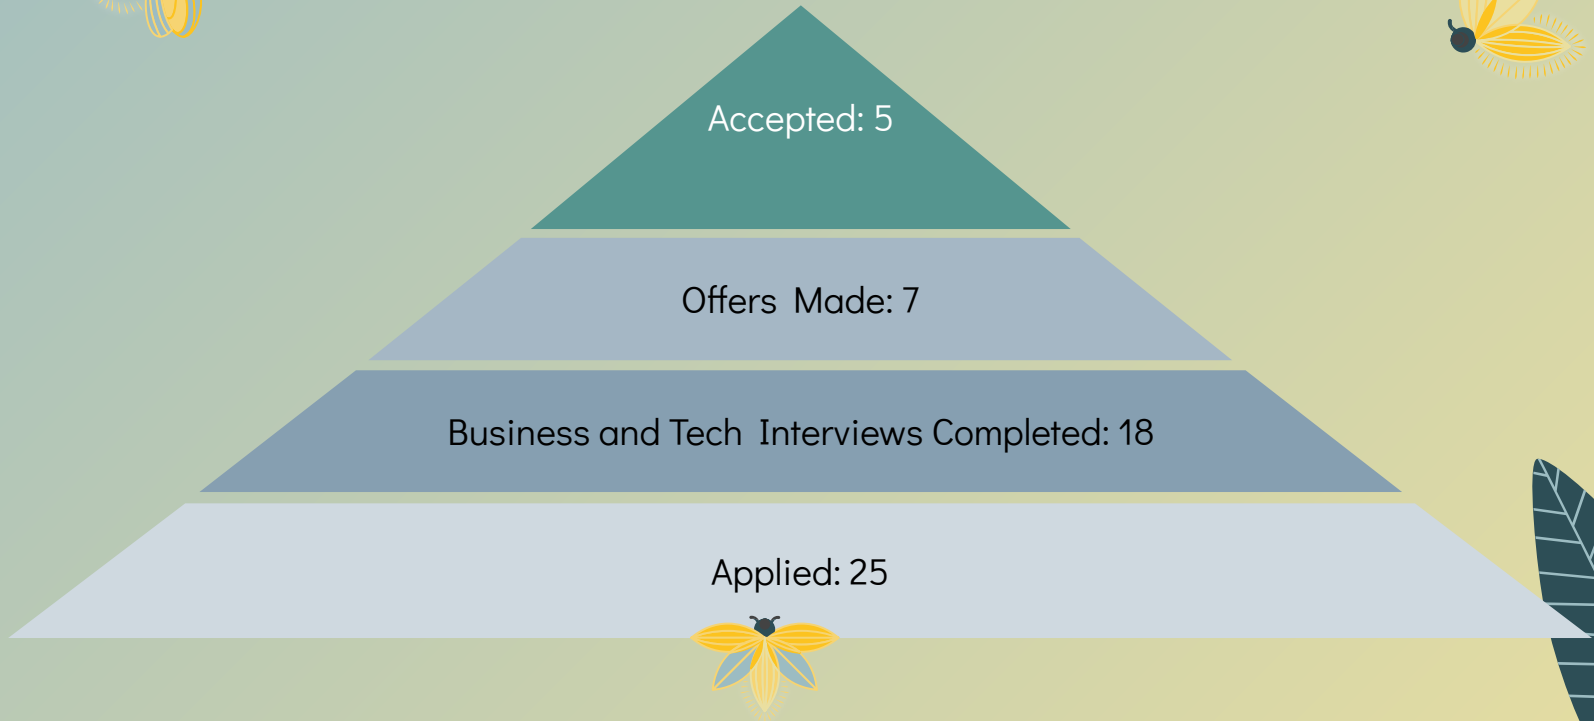 Accepted: 5
Offers Made: 7
Business and Tech Interviews Completed: 18
Applied: 25